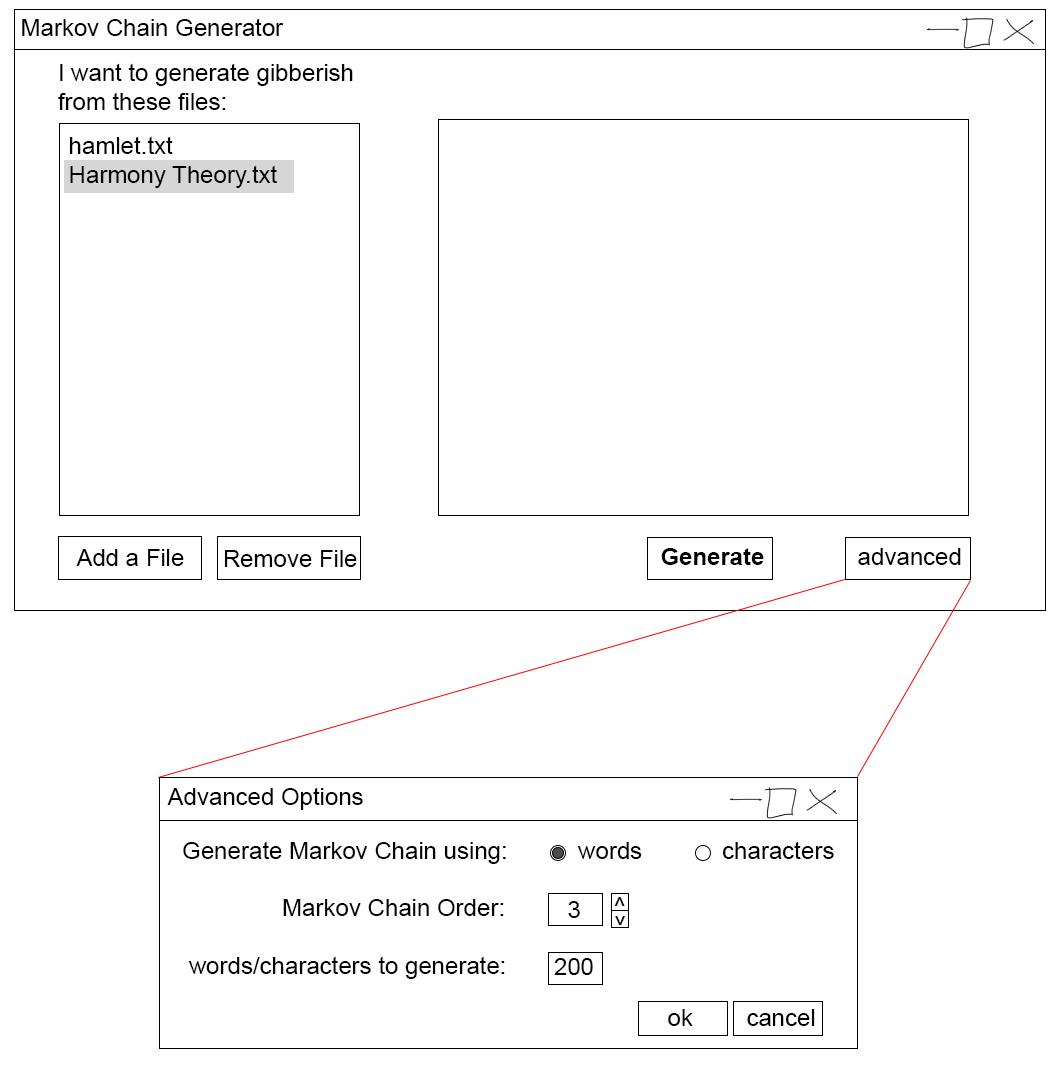 Markov Chain Generator
I want to generate gibberish
from these files:
hamlet.txt
Harmony Theory.txt
Add a File
Remove File
Generate
advanced
Advanced Options
Generate Markov Chain using: words characters
Markov Chain Order: 3
words/characters to generate: 200
ok cancel